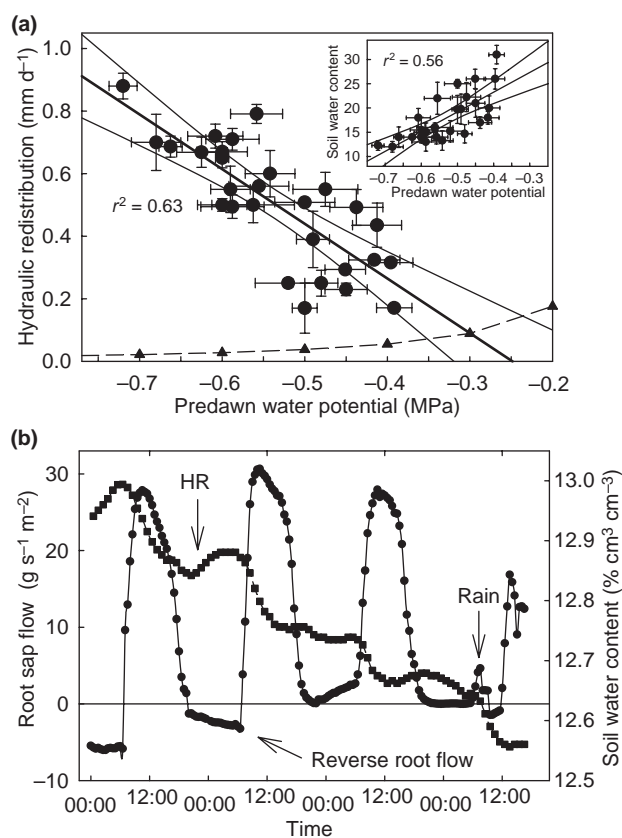 (a)
Hydraulic redistribution (mm d⁻¹)
1.0
0.8
0.6
0.4
0.2
0.0
r² = 0.63
−0.7 −0.6 −0.5 −0.4 −0.3 −0.2
Predawn water potential (MPa)
r² = 0.56
Soil water content
35
30
25
20
15
10
−0.7 −0.6 −0.5 −0.4 −0.3
Predawn water potential
(b)
Root sap flow (g s⁻¹ m⁻²)
30
20
10
0
−10
HR
Rain
Reverse root flow
13.0
12.9
12.8
12.7
12.6
12.5
Soil water content (% cm³ cm⁻³)
00:00 12:00 00:00 12:00 00:00 12:00 00:00 12:00
Time